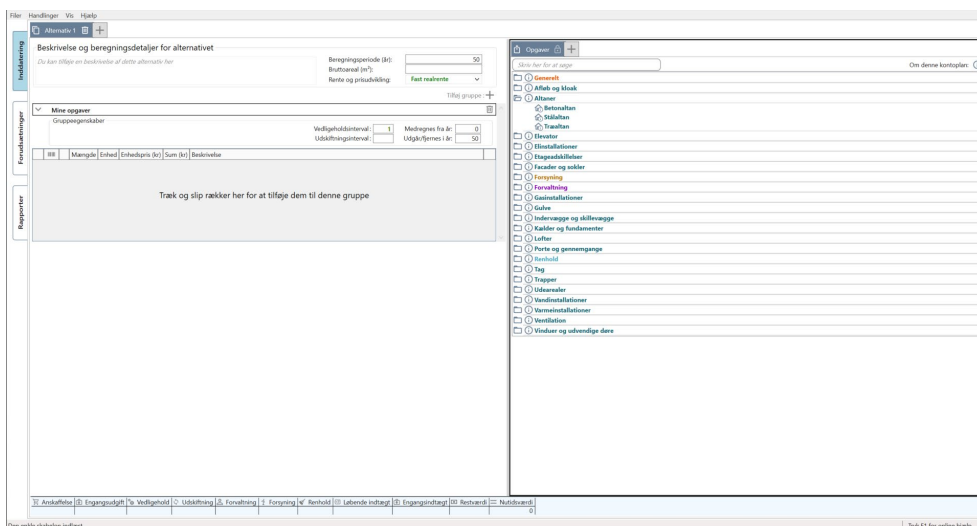 Filer Handlinger Vis Hjælp
Alternativ 1
Inddatering
Forudsætninger
Rapporter
Beskrivelse og beregningsdetaljer for alternativet
Du kan tilføje en beskrivelse af dette alternativ her
Beregningsperiode (år): 50
Bruttoareal (m²):
Rente og prisudvikling: Fast realrente
Tilføj gruppe:
Mine opgaver
Gruppeegenskaber
Vedligeholdsinterval: 1 Medregnes fra år: 0
Udskiftningsinterval: Udgår/fjernes i år: 50
Mængde Enhed Enhedspris (kr) Sum (kr) Beskrivelse
Træk og slip rækker her for at tilføje dem til denne gruppe
Opgaver
Skriv her for at søge
Om denne kontoplan:
Generelt
Afløb og kloak
Altaner
Betonaltan
Stålaltan
Træaltan
Elevator
Elinstallationer
Etageadskillelser
Facader og sokler
Forsyning
Forvaltning
Gasinstallationer
Gulve
Indervægge og skillevægge
Kælder og fundamenter
Lofter
Porte og gennemgange
Renhold
Tag
Trapper
Udearealer
Vandinstallationer
Varmeinstallationer
Ventilation
Vinduer og udvendige døre
Anskaffelse Engangsudgift Vedligehold Udskiftning Forvaltning Forsyning Renhold Løbende indtægt Engangsindtægt Restværdi Nutidsværdi
0